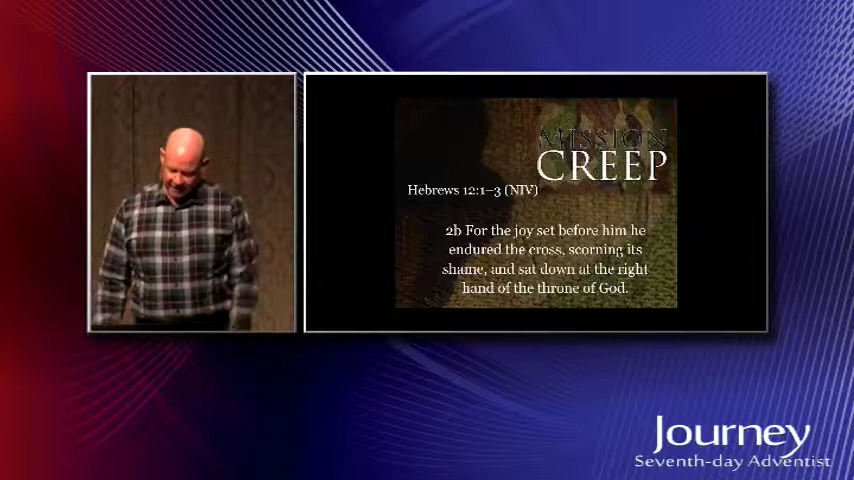 MISSION
CREEP
Hebrews 12:1–3 (NIV)
2b For the joy set before him he
endured the cross, scorning its
shame, and sat down at the right
hand of the throne of God.
Journey
Seventh-day Adventist